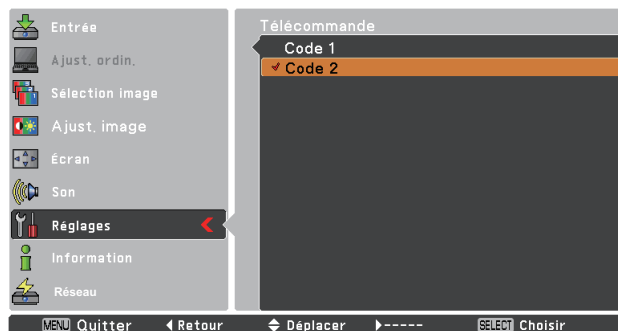 Entrée
Ajust. ordin.
Sélection image
Ajust. image
Écran
Son
Réglages
Information
Réseau
Télécommande
Code 1
Code 2
MENU Quitter Retour Déplacer ----- SELECT Choisir